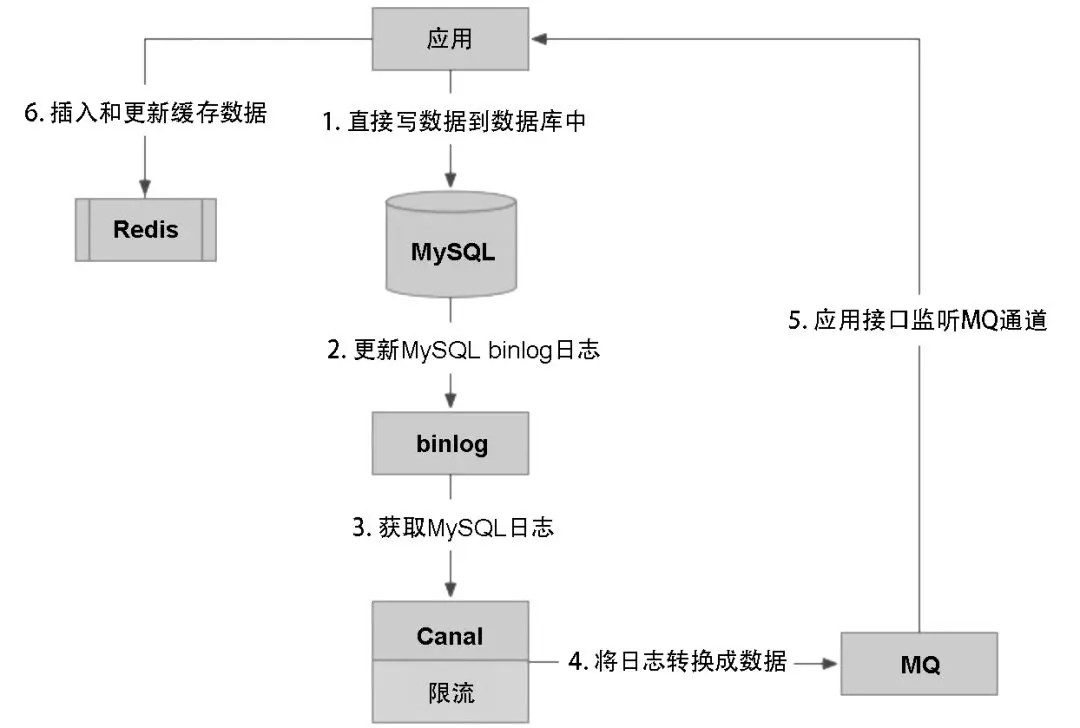 应用
6. 插入和更新缓存数据
1. 直接写数据到数据库中
Redis
MySQL
5. 应用接口监听MQ通道
2. 更新MySQL binlog日志
binlog
3. 获取MySQL日志
Canal
4. 将日志转换成数据
MQ
限流